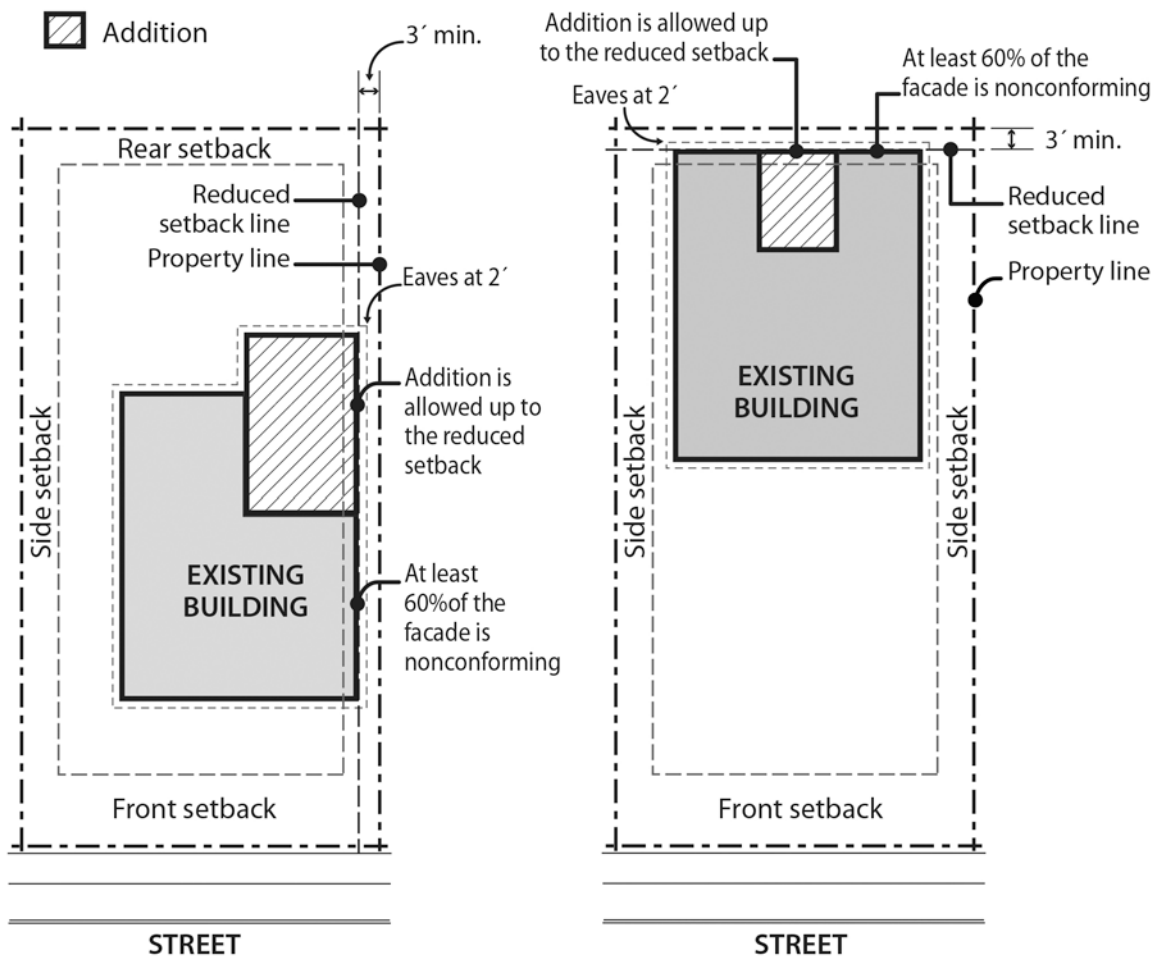 Addition
3´ min.
Rear setback
Reduced
setback line
Property line
Eaves at 2´
Addition is
allowed up to
the reduced
setback
Side setback
EXISTING
BUILDING
At least
60%of the
facade is
nonconforming
Front setback
STREET
Addition is allowed up
to the reduced setback
At least 60% of the
facade is nonconforming
Eaves at 2´
3´ min.
Reduced
setback line
Property line
EXISTING
BUILDING
Side setback
Side setback
Front setback
STREET